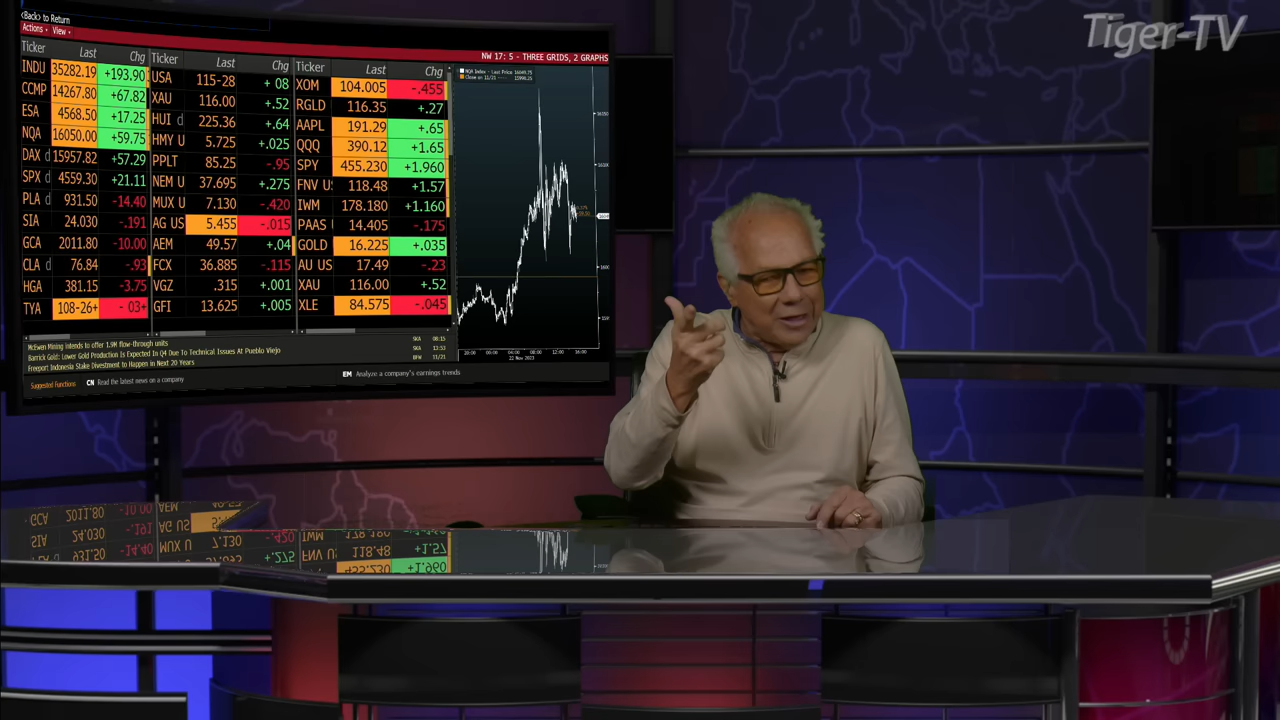 Tiger-TV
<Back> to Return
Actions View
NW 17: 5 - THREE GRIDS, 2 GRAPHS
Ticker Last Chg Ticker Last Chg Ticker Last Chg
INDU 35282.19 +193.90 USA 115-28 + 08 XOM 104.005 -.455
CCMP 14267.80 +67.82 XAU 116.00 +.52 RGLD 116.35 +.27
ESA 4568.50 +17.25 HUI d 225.36 +.64 AAPL 191.29 +.65
NQA 16050.00 +59.75 HMY U 5.725 +.025 QQQ 390.12 +1.65
DAX d 15957.82 +57.29 PPLT 85.25 -.95 SPY 455.230 +1.960
SPX d 4559.30 +21.11 NEM U 37.695 +.275 FNV U 118.48 +1.57
PLA d 931.50 -14.40 MUX U 7.130 -.420 IWM 178.180 +1.160
SIA 24.030 -.191 AG US 5.455 -.015 PAAS 14.405 -.175
GCA 2011.80 -10.00 AEM 49.57 +.04 GOLD 16.225 +.035
CLA d 76.84 -.93 FCX 36.885 -.115 AU US 17.49 -.23
HGA 381.15 -3.75 VGZ .315 +.001 XAU 116.00 +.52
TYA 108-26+ - 03+ GFI 13.625 +.005 XLE 84.575 -.045
McEwen Mining intends to offer 1.9M flow-through units
Barrick Gold: Lower Gold Production Is Expected In Q4 Due To Technical Issues At Pueblo Viejo
Freeport Indonesia Stake Divestment to Happen in Next 20 Years
08:15
13:53
11/21
Suggested Functions CN Read the latest news on a company EM Analyze a company's earnings trends
22 Nov 2023